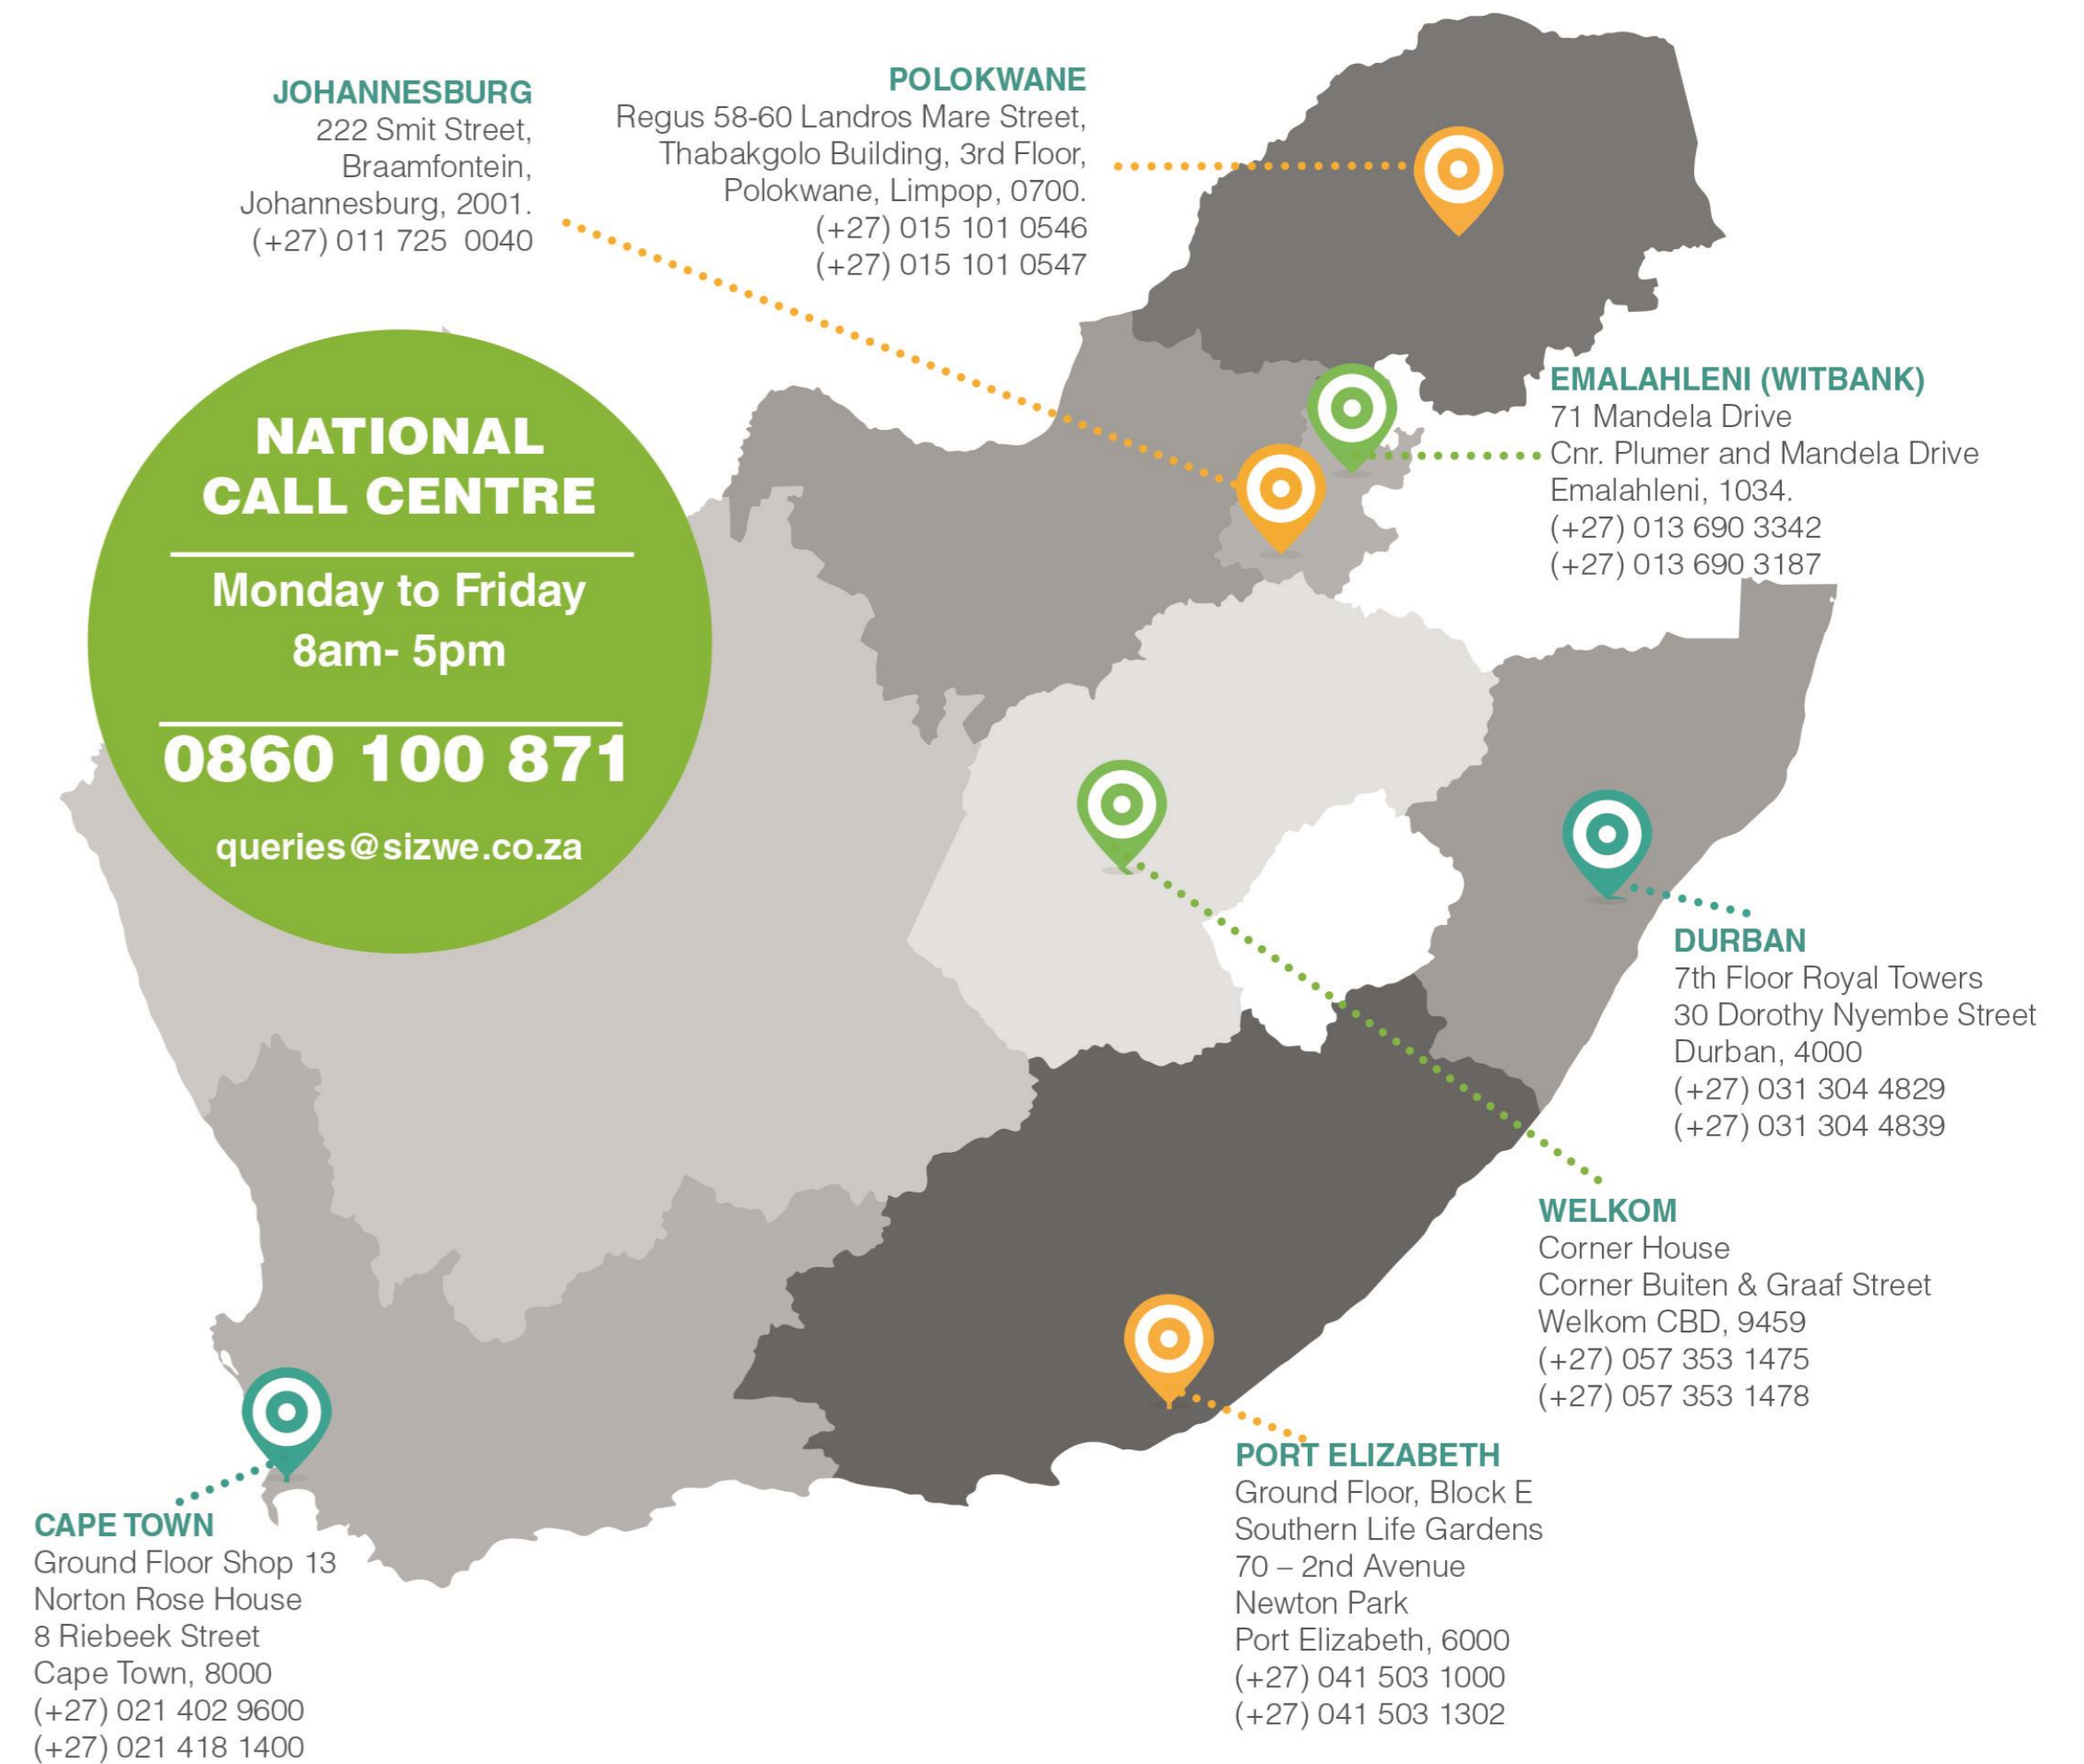 JOHANNESBURG
222 Smit Street,
Braamfontein,
Johannesburg, 2001.
(+27) 011 725 0040
POLOKWANE
Regus 58-60 Landros Mare Street,
Thabakgolo Building, 3rd Floor,
Polokwane, Limpop, 0700.
(+27) 015 101 0546
(+27) 015 101 0547
NATIONAL
CALL CENTRE
Monday to Friday
8am- 5pm
0860 100 871
queries@sizwe.co.za
EMALAHLENI (WITBANK)
71 Mandela Drive
Cnr. Plumer and Mandela Drive
Emalahleni, 1034.
(+27) 013 690 3342
(+27) 013 690 3187
DURBAN
7th Floor Royal Towers
30 Dorothy Nyembe Street
Durban, 4000
(+27) 031 304 4829
(+27) 031 304 4839
WELKOM
Corner House
Corner Buiten & Graaf Street
Welkom CBD, 9459
(+27) 057 353 1475
(+27) 057 353 1478
PORT ELIZABETH
Ground Floor, Block E
Southern Life Gardens
70 – 2nd Avenue
Newton Park
Port Elizabeth, 6000
(+27) 041 503 1000
(+27) 041 503 1302
CAPE TOWN
Ground Floor Shop 13
Norton Rose House
8 Riebeek Street
Cape Town, 8000
(+27) 021 402 9600
(+27) 021 418 1400